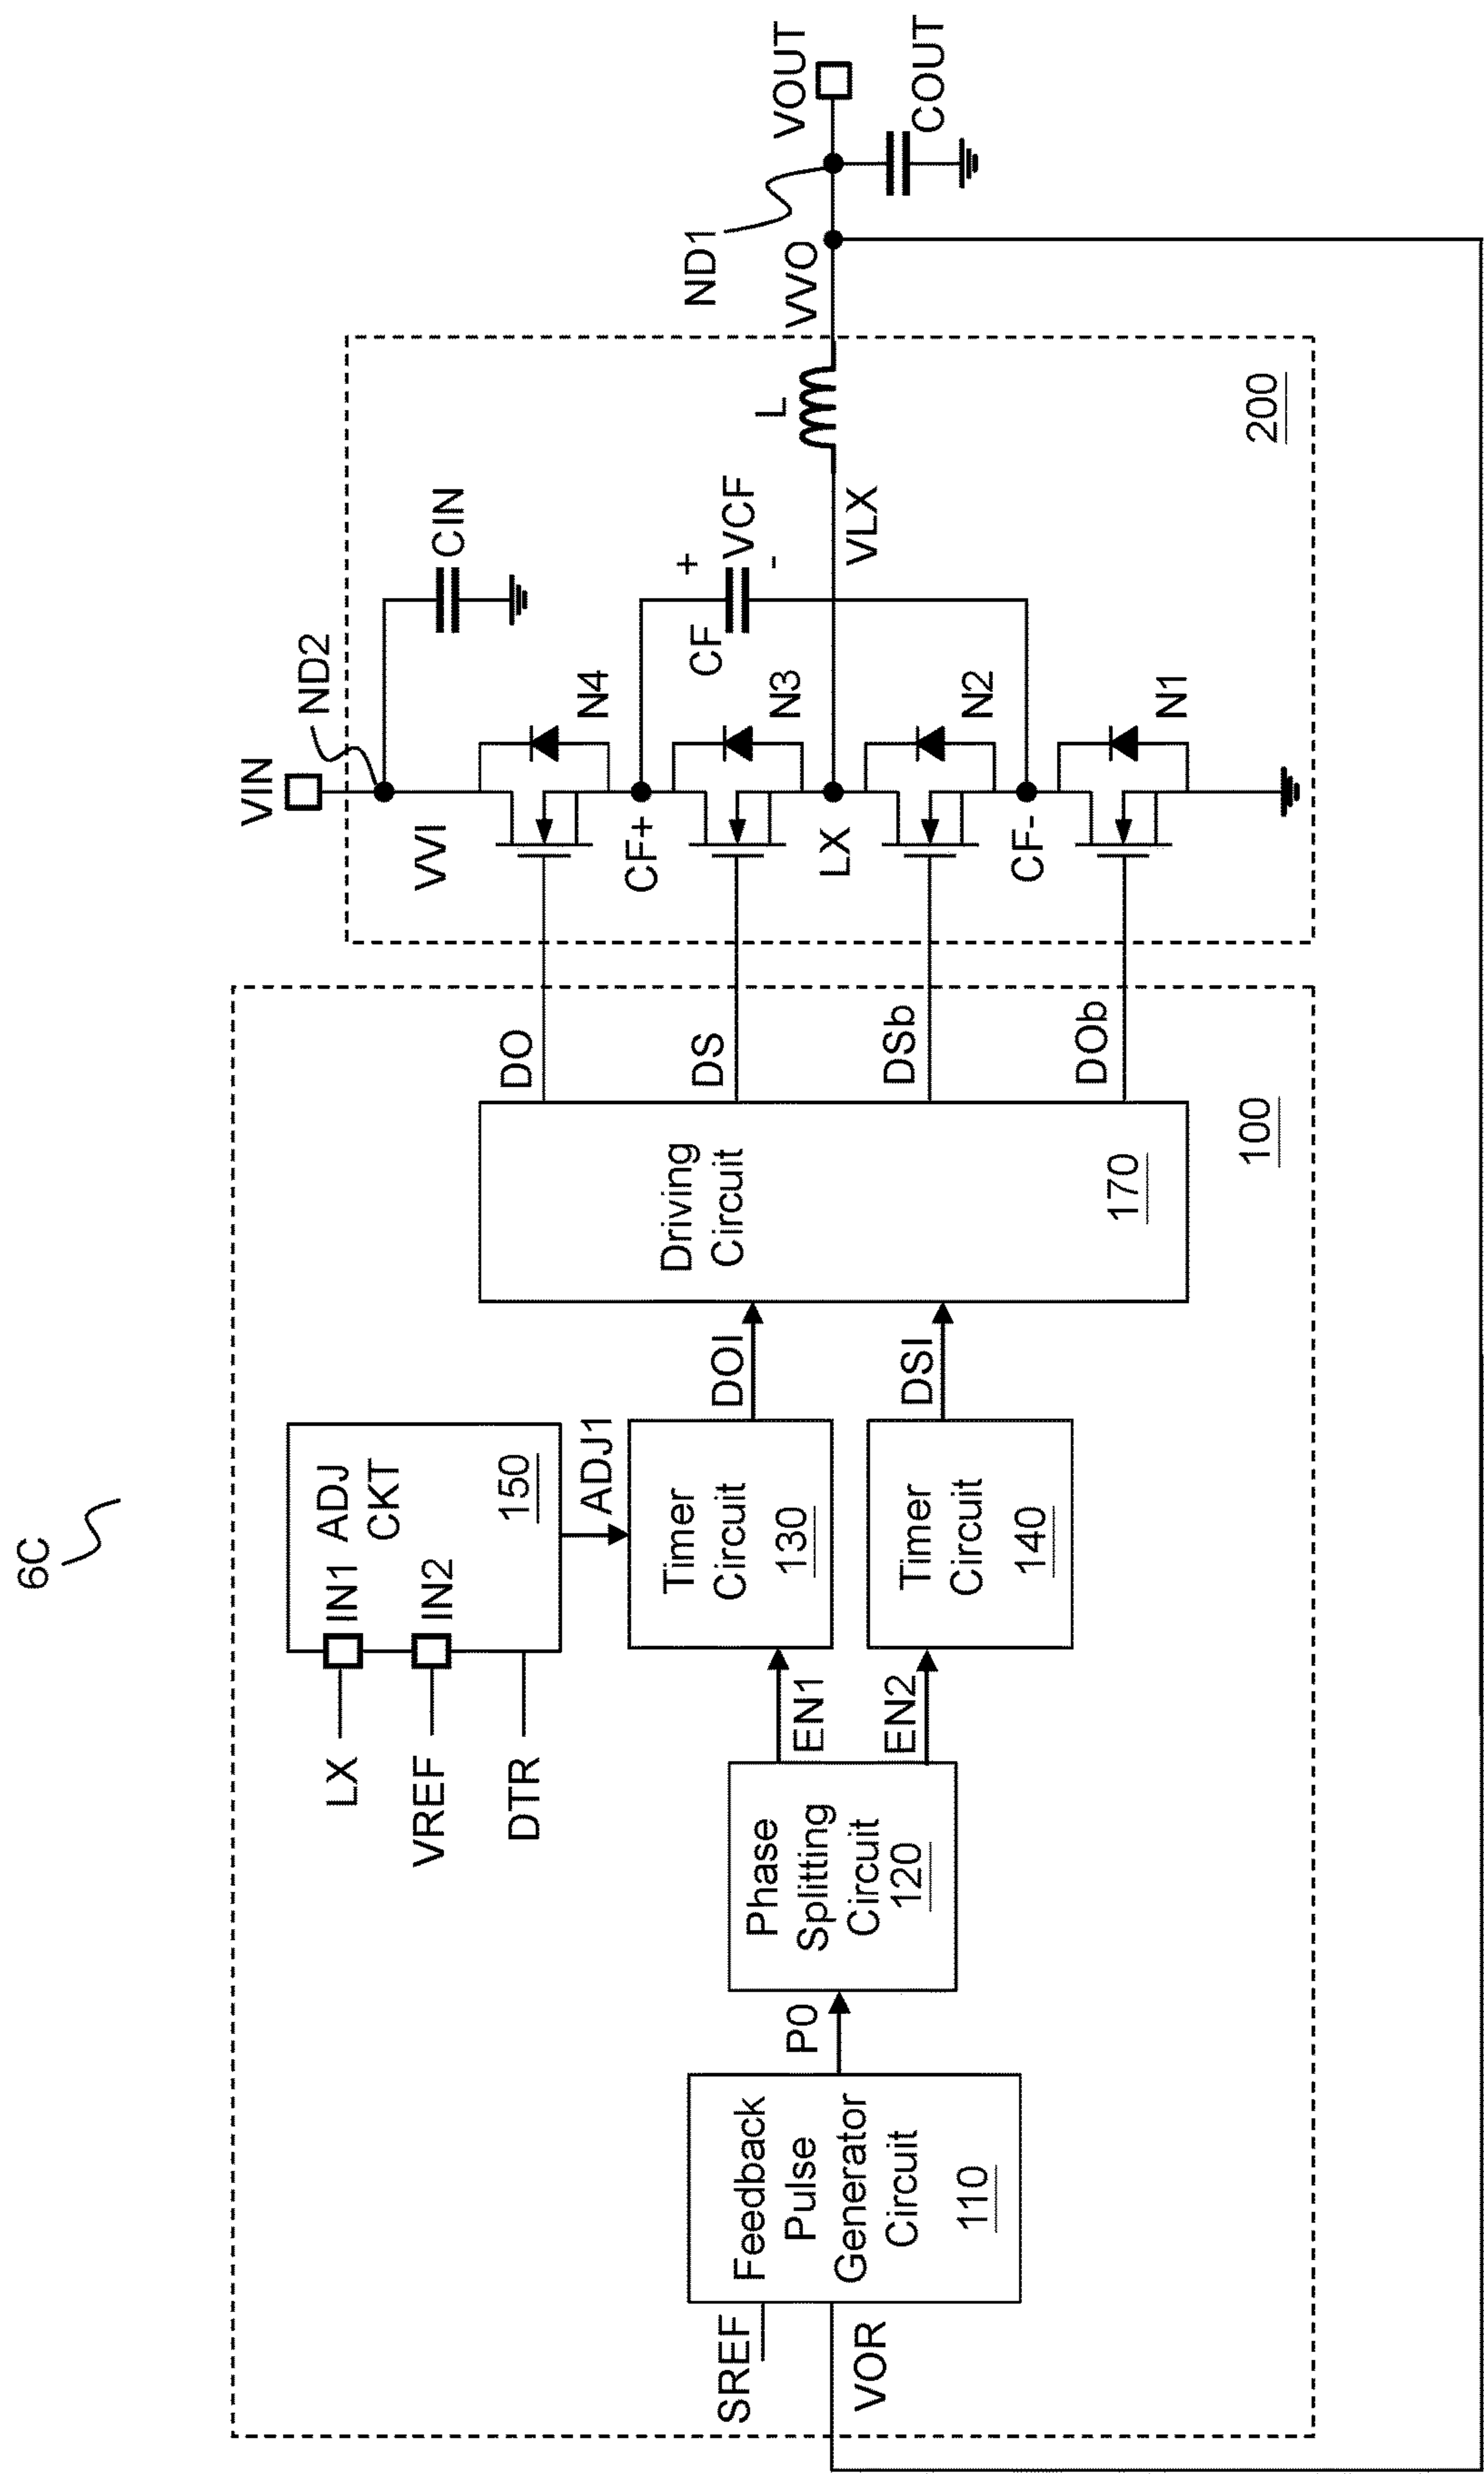 6C
SREF
VOR
Feedback
Pulse
Generator
Circuit
110
P0
Phase
Splitting
Circuit
120
EN1
EN2
LX
VREF
DTR
IN1
IN2
ADJ
CKT
150
ADJ1
Timer
Circuit
130
Timer
Circuit
140
DOI
DSI
Driving
Circuit
170
100
DO
DS
DSb
DOb
VIN
ND2
VVI
CIN
N4
CF+
CF
+
VCF
-
N3
LX
VLX
N2
CF-
N1
L
200
ND1
VVO
VOUT
COUT